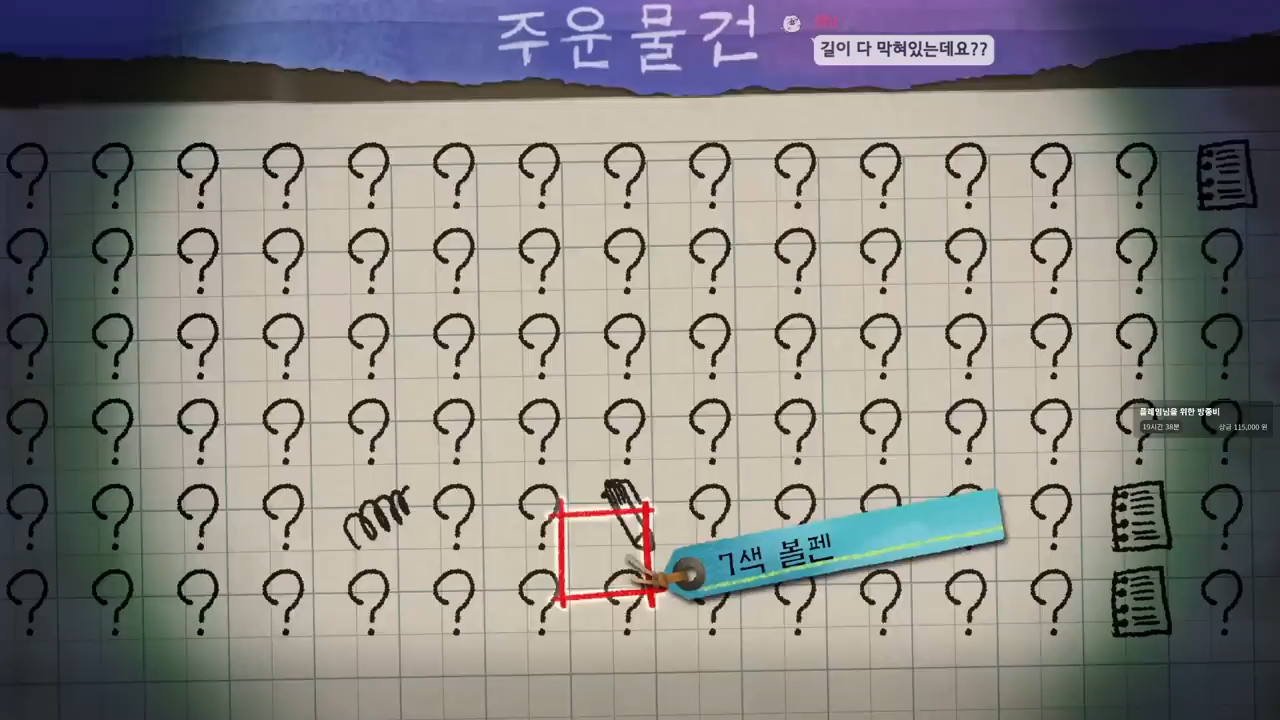 주운물건
길이 다 막혀있는데요??
플레임님을 위한 방종비
19시간 38분
상금 115,000 원
7색 볼펜